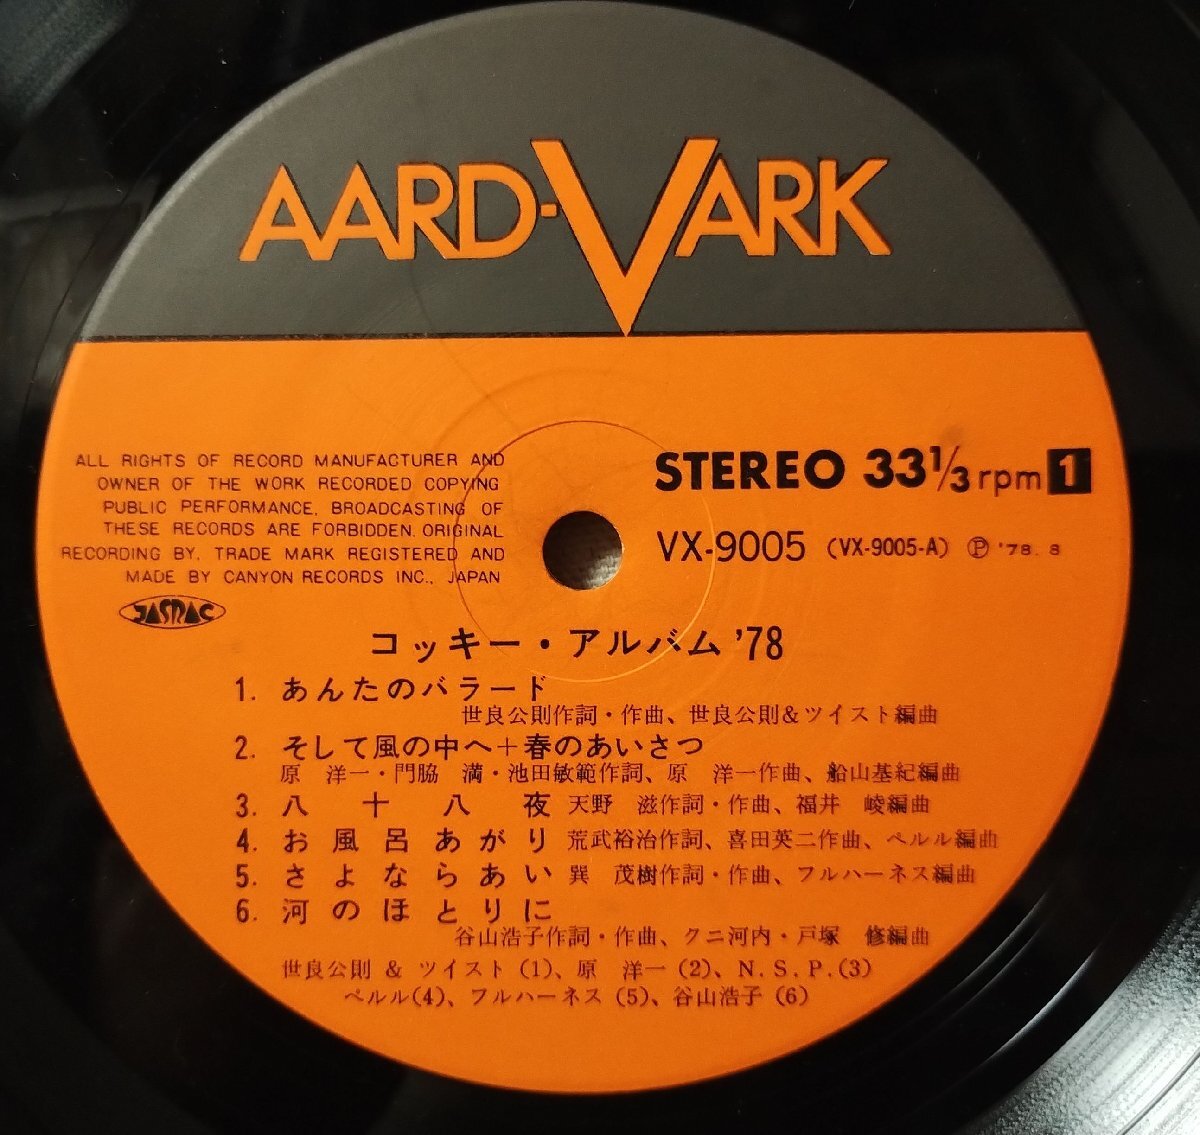 AARD-VARK
ALL RIGHTS OF RECORD MANUFACTURER AND
OWNER OF THE WORK RECORDED COPYING
PUBLIC PERFORMANCE, BROADCASTING OF
THESE RECORDS ARE FORBIDDEN. ORIGINAL
RECORDING BY, TRADE MARK REGISTERED AND
MADE BY CANYON RECORDS INC., JAPAN
JASRAC
STEREO 33 1/3 rpm 1
VX-9005 (VX-9005-A) Ⓟ '78. 8
コッキー・アルバム '78
1. あんたのバラード
世良公則作詞・作曲、世良公則&ツイスト編曲
2. そして風の中へ+春のあいさつ
原 洋一・門脇 満・池田敏範作詞、原 洋一作曲、船山基紀編曲
3. 八十八夜 天野 滋作詞・作曲、福井 崚編曲
4. お風呂あがり 荒武裕治作詞、喜田英二作曲、ペルル編曲
5. さよならあい 巽 茂樹作詞・作曲、フルハーネス編曲
6. 河のほとりに
谷山浩子作詞・作曲、クニ河内・戸塚 修編曲
世良公則 & ツイスト(1)、原 洋一(2)、N.S.P.(3)
ペルル(4)、フルハーネス(5)、谷山浩子(6)